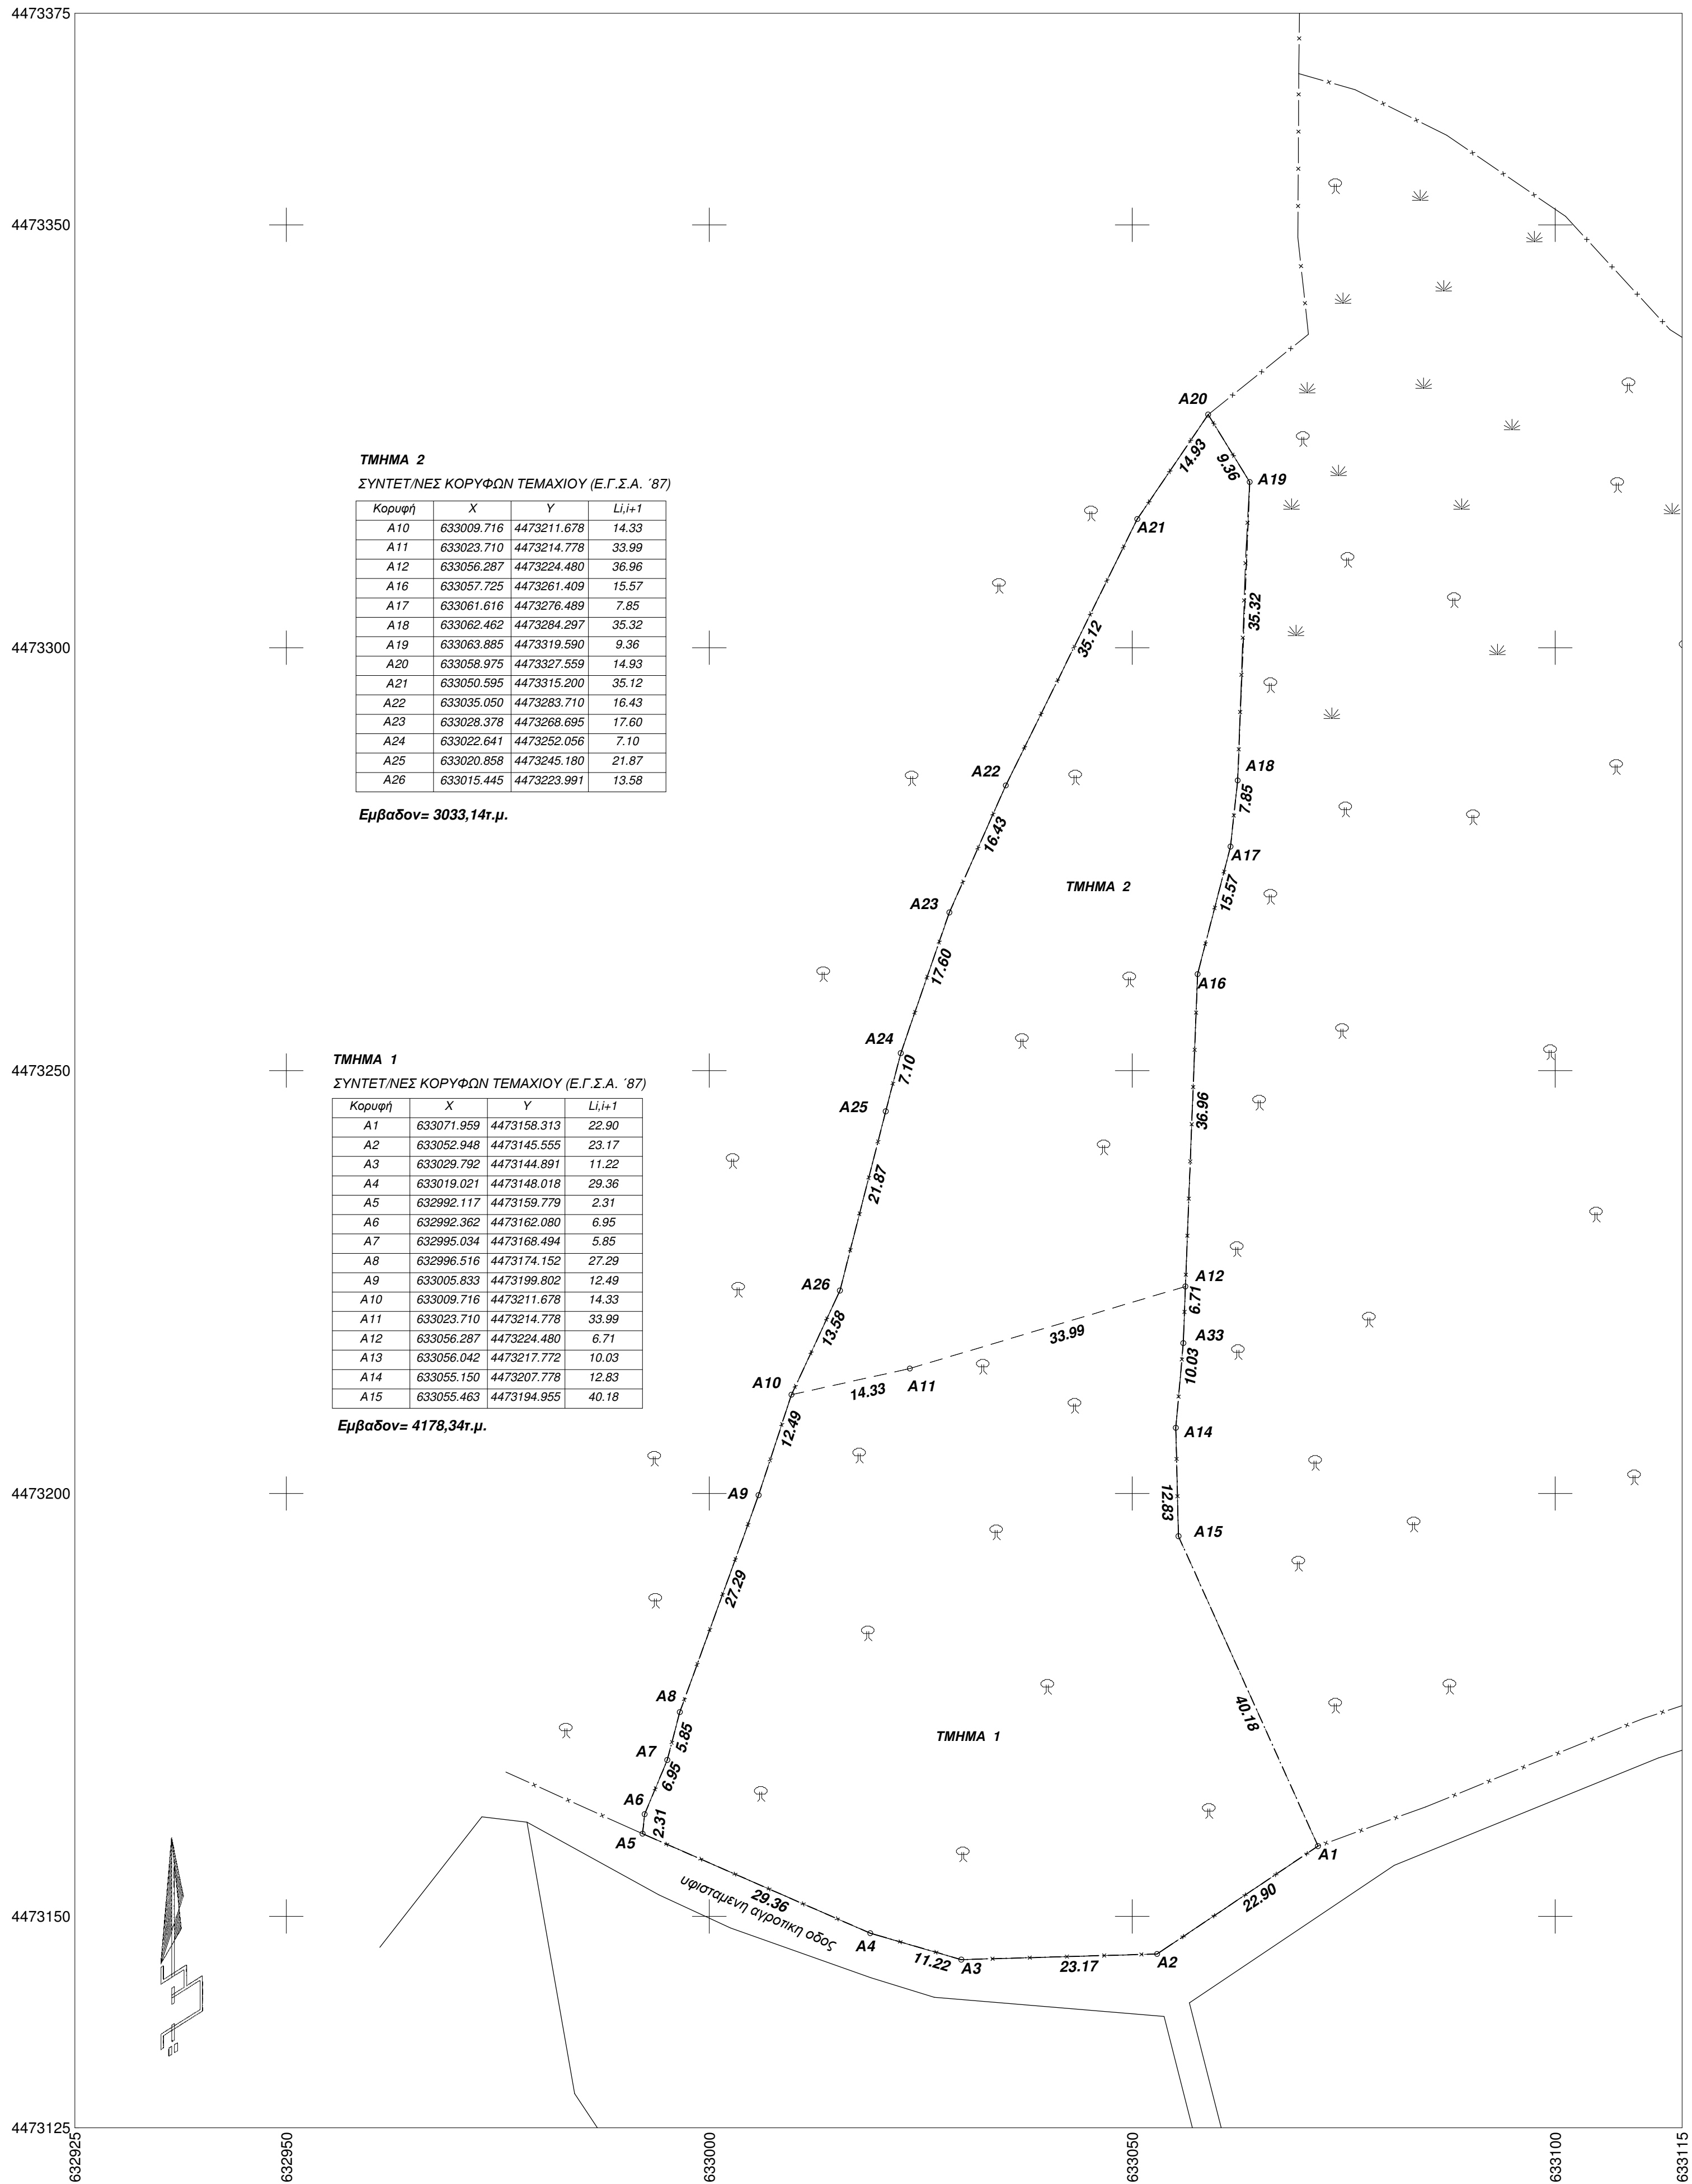 4473375
4473350
A20
14.93
9.36
A19
A21
ΤΜΗΜΑ 2
ΣΥΝΤΕΤ/ΝΕΣ ΚΟΡΥΦΩΝ ΤΕΜΑΧΙΟΥ (Ε.Γ.Σ.Α. ΄87)
Κορυφή X Y Li,i+1
A10 633009.716 4473211.678 14.33
A11 633023.710 4473214.778 33.99
A12 633056.287 4473224.480 36.96
A16 633057.725 4473261.409 15.57
A17 633061.616 4473276.489 7.85
A18 633062.462 4473284.297 35.32
A19 633063.885 4473319.590 9.36
A20 633058.975 4473327.559 14.93
A21 633050.595 4473315.200 35.12
A22 633035.050 4473283.710 16.43
A23 633028.378 4473268.695 17.60
A24 633022.641 4473252.056 7.10
A25 633020.858 4473245.180 21.87
A26 633015.445 4473223.991 13.58
Εμβαδον= 3033,14τ.μ.
35.32
35.12
4473300
A22
A18
7.85
16.43
A17
ΤΜΗΜΑ 2
15.57
A23
17.60
A16
A24
7.10
4473250
A25
36.96
21.87
ΤΜΗΜΑ 1
ΣΥΝΤΕΤ/ΝΕΣ ΚΟΡΥΦΩΝ ΤΕΜΑΧΙΟΥ (Ε.Γ.Σ.Α. ΄87)
Κορυφή X Y Li,i+1
A1 633071.959 4473158.313 22.90
A2 633052.948 4473145.555 23.17
A3 633029.792 4473144.891 11.22
A4 633019.021 4473148.018 29.36
A5 632992.117 4473159.779 2.31
A6 632992.362 4473162.080 6.95
A7 632995.034 4473168.494 5.85
A8 632996.516 4473174.152 27.29
A9 633005.833 4473199.802 12.49
A10 633009.716 4473211.678 14.33
A11 633023.710 4473214.778 33.99
A12 633056.287 4473224.480 6.71
A13 633056.042 4473217.772 10.03
A14 633055.150 4473207.778 12.83
A15 633055.463 4473194.955 40.18
Εμβαδον= 4178,34τ.μ.
A26
A12
6.71
13.58
33.99
A33
10.03
A10
14.33
A11
12.49
A14
4473200
A9
12.83
A15
27.29
A8
5.85
40.18
ΤΜΗΜΑ 1
A7
6.95
A6
2.31
A5
A1
29.36
υφισταμενη αγροτικη οδος
22.90
4473150
A4
11.22
A3
23.17
A2
4473125
632925
632950
633000
633050
633100
633115